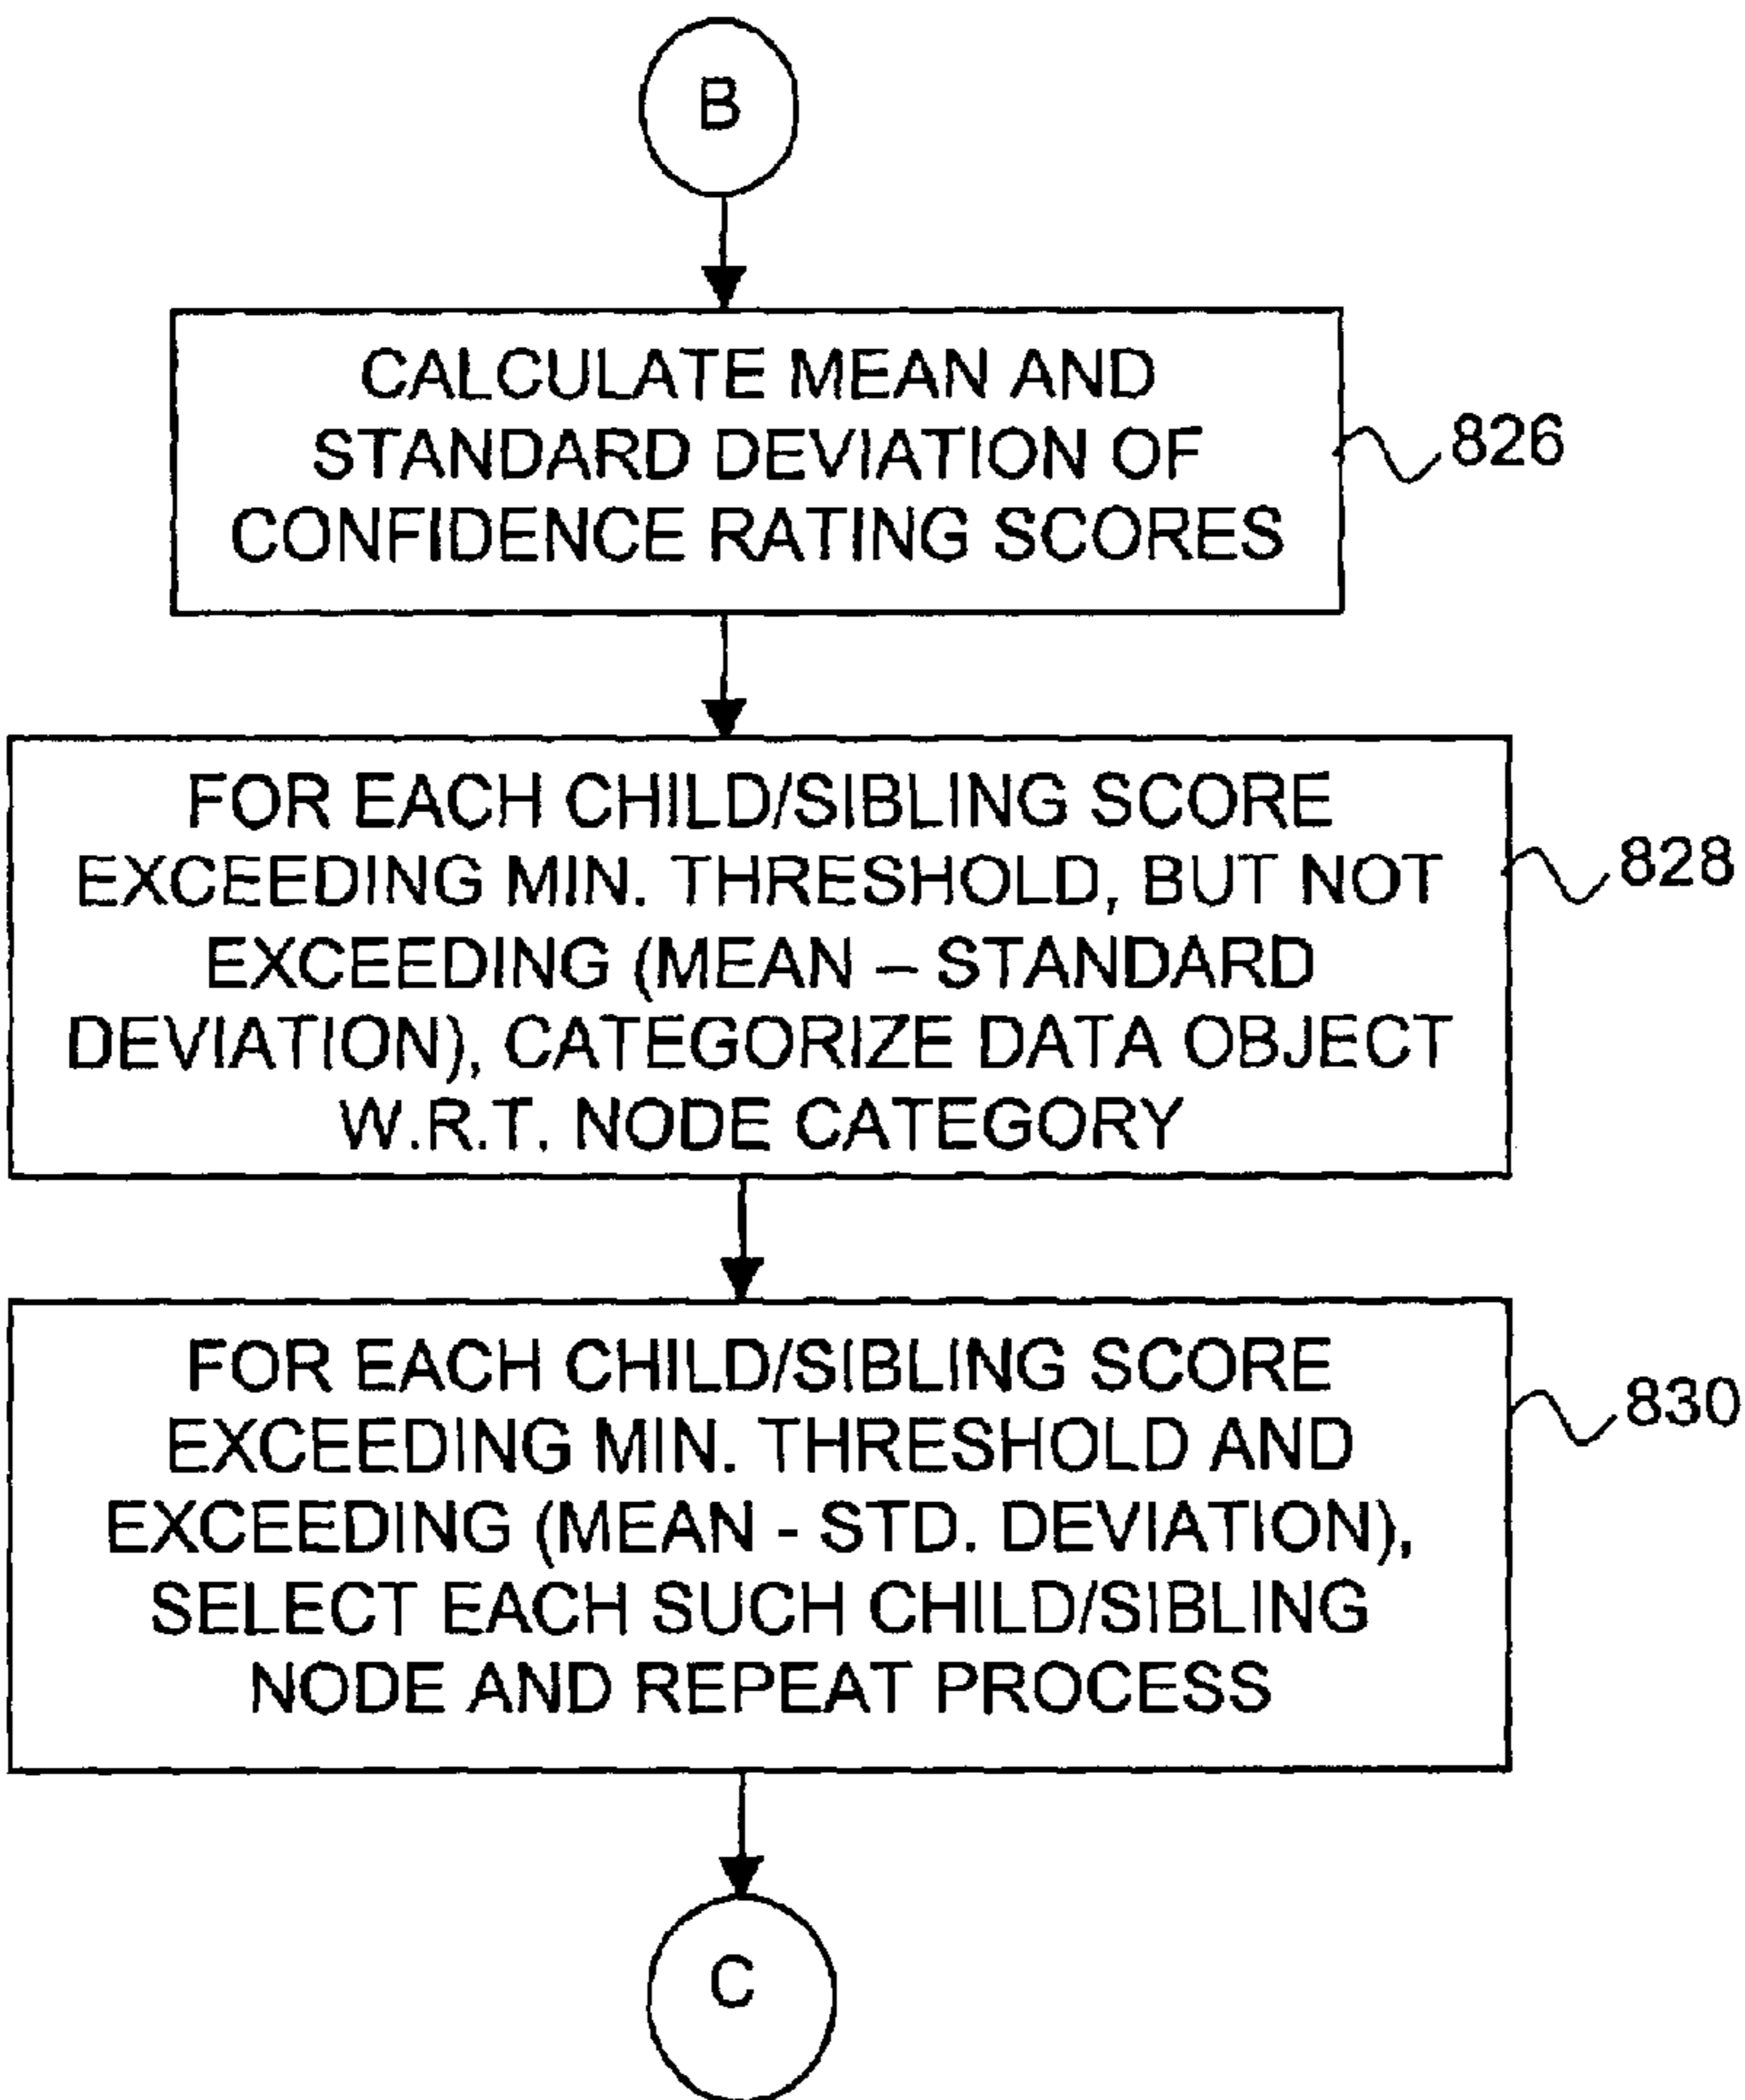 B
CALCULATE MEAN AND
STANDARD DEVIATION OF
CONFIDENCE RATING SCORES
826
FOR EACH CHILD/SIBLING SCORE
EXCEEDING MIN. THRESHOLD, BUT NOT
EXCEEDING (MEAN – STANDARD
DEVIATION), CATEGORIZE DATA OBJECT
W.R.T. NODE CATEGORY
828
FOR EACH CHILD/SIBLING SCORE
EXCEEDING MIN. THRESHOLD AND
EXCEEDING (MEAN - STD. DEVIATION),
SELECT EACH SUCH CHILD/SIBLING
NODE AND REPEAT PROCESS
830
C